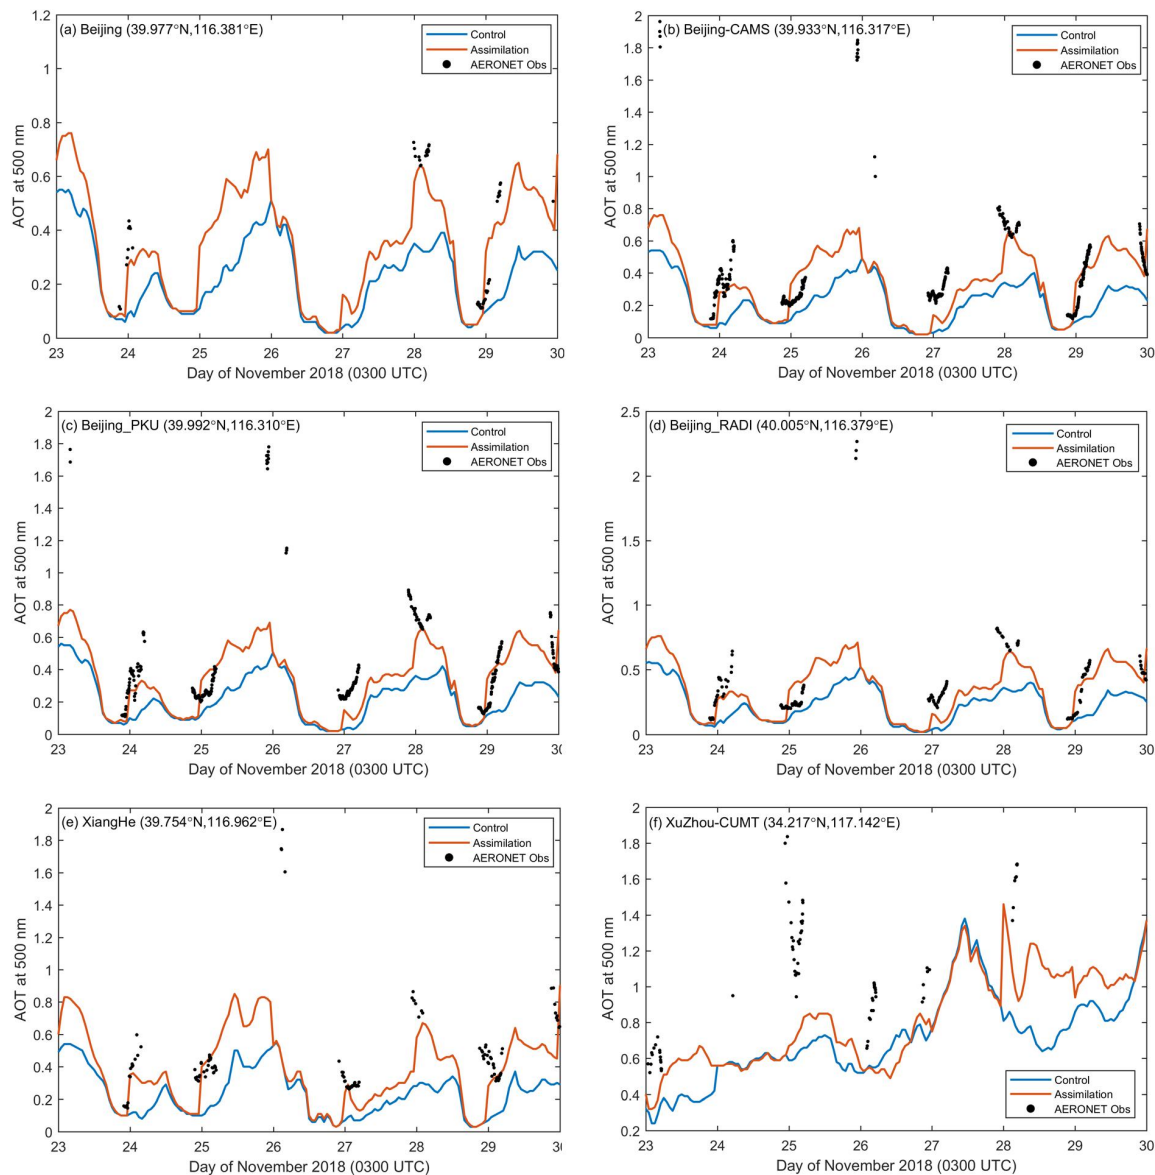 (a) Beijing (39.977°N,116.381°E)
Control
Assimilation
AERONET Obs
AOT at 500 nm
1.2
1
0.8
0.6
0.4
0.2
0
23 24 25 26 27 28 29 30
Day of November 2018 (0300 UTC)
(b) Beijing-CAMS (39.933°N,116.317°E)
Control
Assimilation
AERONET Obs
AOT at 500 nm
2
1.8
1.6
1.4
1.2
1
0.8
0.6
0.4
0.2
0
23 24 25 26 27 28 29 30
Day of November 2018 (0300 UTC)
(c) Beijing_PKU (39.992°N,116.310°E)
Control
Assimilation
AERONET Obs
AOT at 500 nm
2
1.8
1.6
1.4
1.2
1
0.8
0.6
0.4
0.2
0
23 24 25 26 27 28 29 30
Day of November 2018 (0300 UTC)
(d) Beijing_RADI (40.005°N,116.379°E)
Control
Assimilation
AERONET Obs
AOT at 500 nm
2.5
2
1.5
1
0.5
0
23 24 25 26 27 28 29 30
Day of November 2018 (0300 UTC)
(e) XiangHe (39.754°N,116.962°E)
Control
Assimilation
AERONET Obs
AOT at 500 nm
2
1.8
1.6
1.4
1.2
1
0.8
0.6
0.4
0.2
0
23 24 25 26 27 28 29 30
Day of November 2018 (0300 UTC)
(f) XuZhou-CUMT (34.217°N,117.142°E)
Control
Assimilation
AERONET Obs
AOT at 500 nm
2
1.8
1.6
1.4
1.2
1
0.8
0.6
0.4
0.2
23 24 25 26 27 28 29 30
Day of November 2018 (0300 UTC)